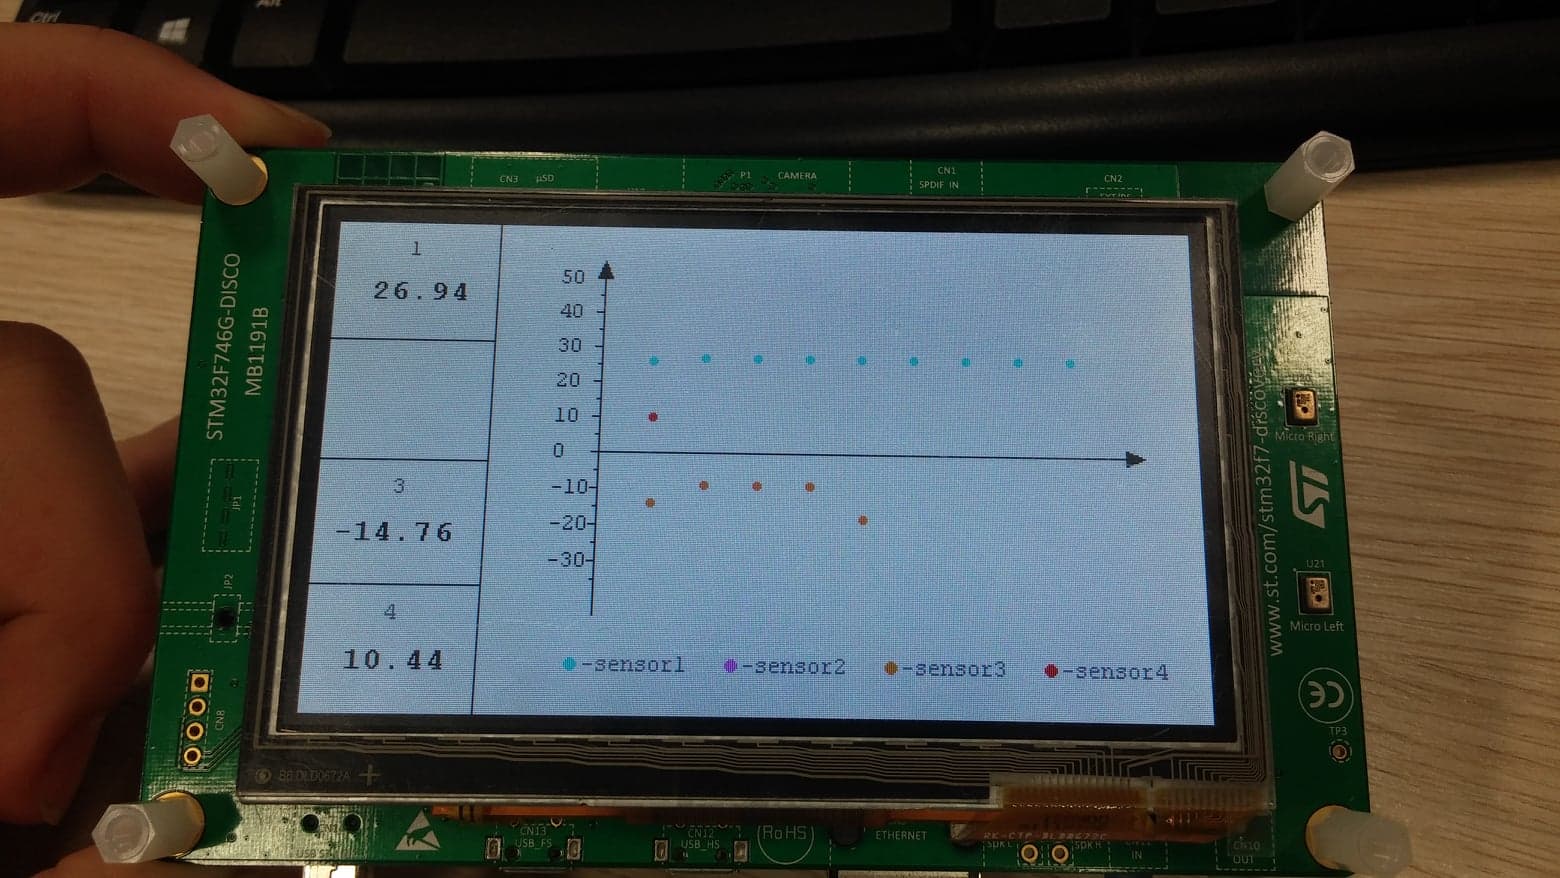 Ctrl
CN3 µSD
P1 CAMERA
CN1
SPDIF IN
CN2
STM32F746G-DISCO
MB1191B
1
26.94
3
-14.76
4
10.44
50
40
30
20
10
0
-10
-20
-30
-sensor1 -sensor2 -sensor3 -sensor4
JP1
JP2
CN8
www.st.com/stm32f7-discovery
Micro Right
ST
U21
Micro Left
CE
TP3
CN13
USB_FS
CN12
USB_HS
RoHS
ETHERNET
IN
CN10
OUT